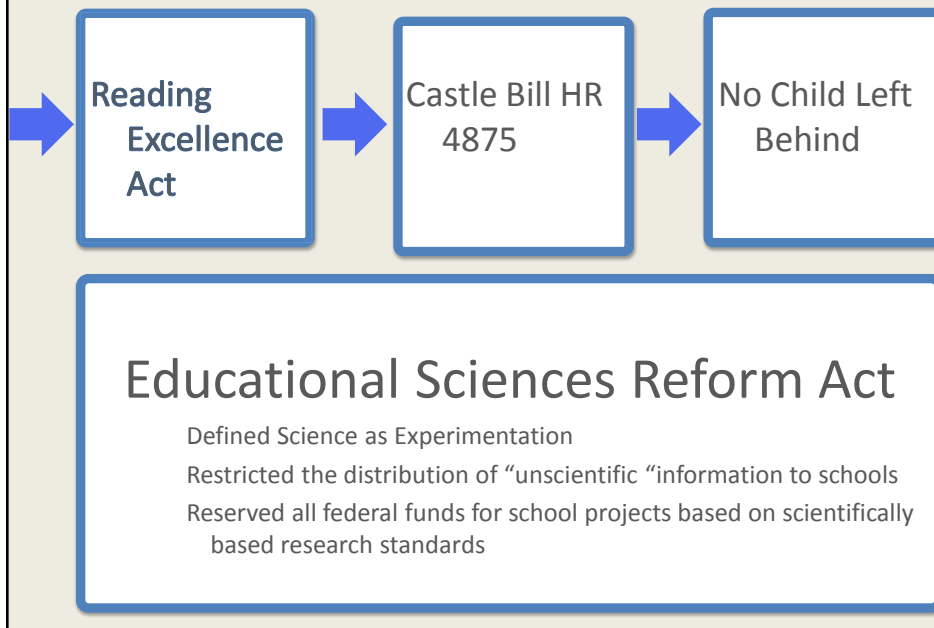 Reading
Excellence
Act
Castle Bill HR
4875
No Child Left
Behind
Educational Sciences Reform Act
Defined Science as Experimentation
Restricted the distribution of “unscientific “information to schools
Reserved all federal funds for school projects based on scientifically
based research standards